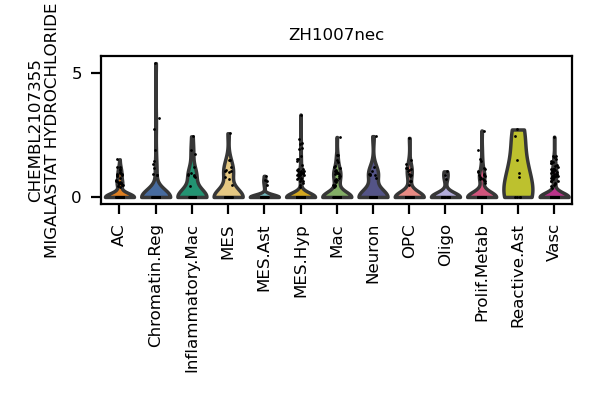 ZH1007nec
CHEMBL2107355
MIGALASTAT HYDROCHLORIDE
5
0
AC
Chromatin.Reg
Inflammatory.Mac
MES
MES.Ast
MES.Hyp
Mac
Neuron
OPC
Oligo
Prolif.Metab
Reactive.Ast
Vasc